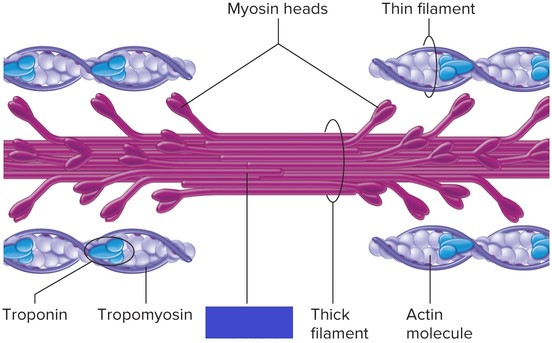 Myosin heads
Thin filament
Troponin
Tropomyosin
Thick
filament
Actin
molecule